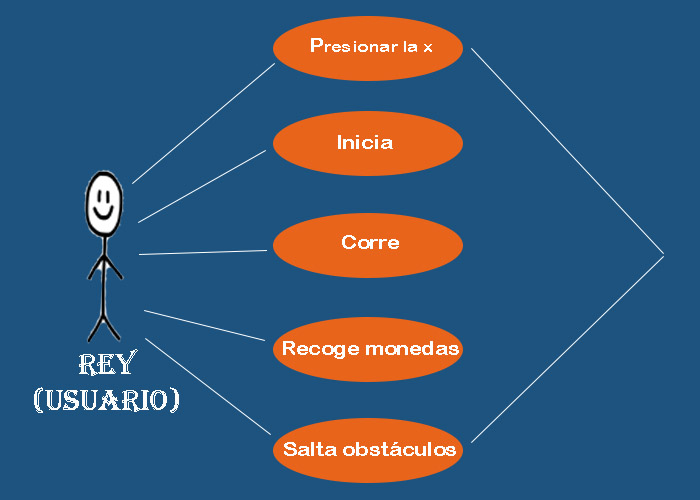 Presionar la x
Inicia
Corre
Recoge monedas
Salta obstáculos
REY
(USUARIO)